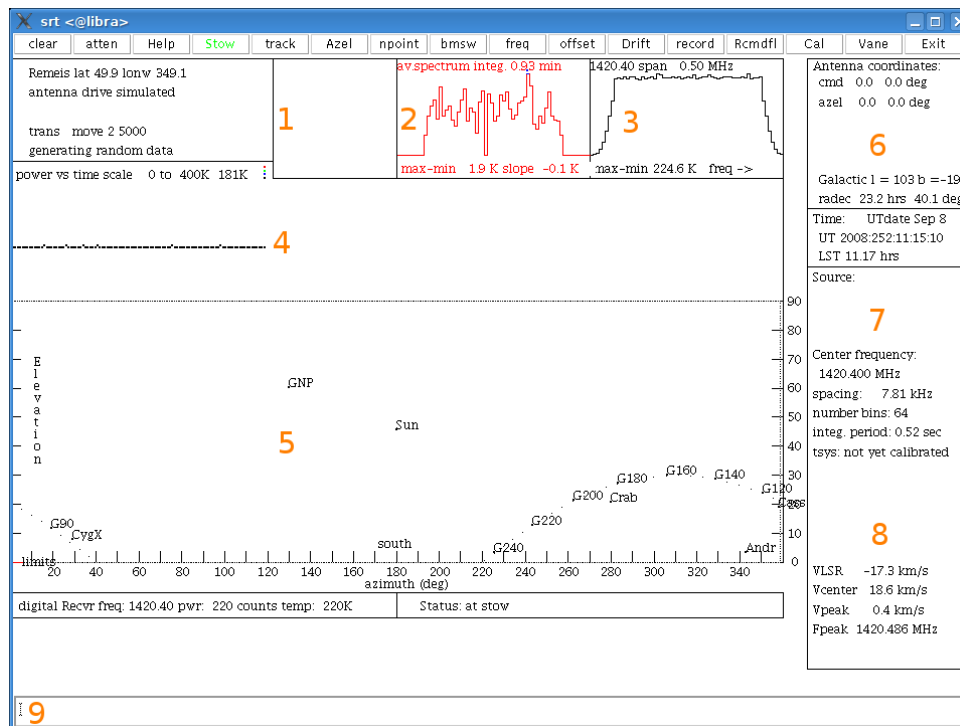 srt <@libra>
clear atten Help Stow track Azel npoint bmsw freq offset Drift record Rcmdfl Cal Vane Exit
Remeis lat 49.9 lonw 349.1
antenna drive simulated
trans move 2 5000
generating random data
1
av.spectrum integ. 0.93 min
2
max-min 1.9 K slope -0.1 K
1420.40 span 0.50 MHz
3
max-min 224.6 K freq ->
Antenna coordinates:
cmd 0.0 0.0 deg
azel 0.0 0.0 deg
6
Galactic l = 103 b =-19
radec 23.2 hrs 40.1 deg
power vs time scale 0 to 400K 181K
4
Time: UTdate Sep 8
UT 2008:252:11:15:10
LST 11.17 hrs
Source:
7
Center frequency:
1420.400 MHz
spacing: 7.81 kHz
number bins: 64
integ. period: 0.52 sec
tsys: not yet calibrated
8
VLSR -17.3 km/s
Vcenter 18.6 km/s
Vpeak 0.4 km/s
Fpeak 1420.486 MHz
90
80
70
60
50
40
30
20
10
0
Elevation
GNP
Sun
5
G180
G160
G140
G120
Cass
G200
Crab
G220
G240
G90
CygX
south
Andr
limits
20 40 60 80 100 120 140 160 180 200 220 240 260 280 300 320 340
azimuth (deg)
digital Recvr freq: 1420.40 pwr: 220 counts temp: 220K
Status: at stow
9